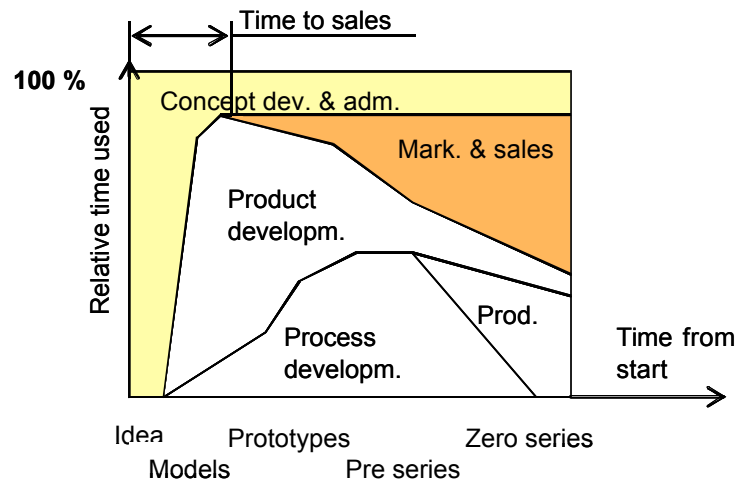 Time to sales
100 %
Concept dev. & adm.
Mark. & sales
Relative time used
Product
developm.
Prod.
Process
developm.
Time from
start
Idea
Prototypes
Zero series
Models
Pre series